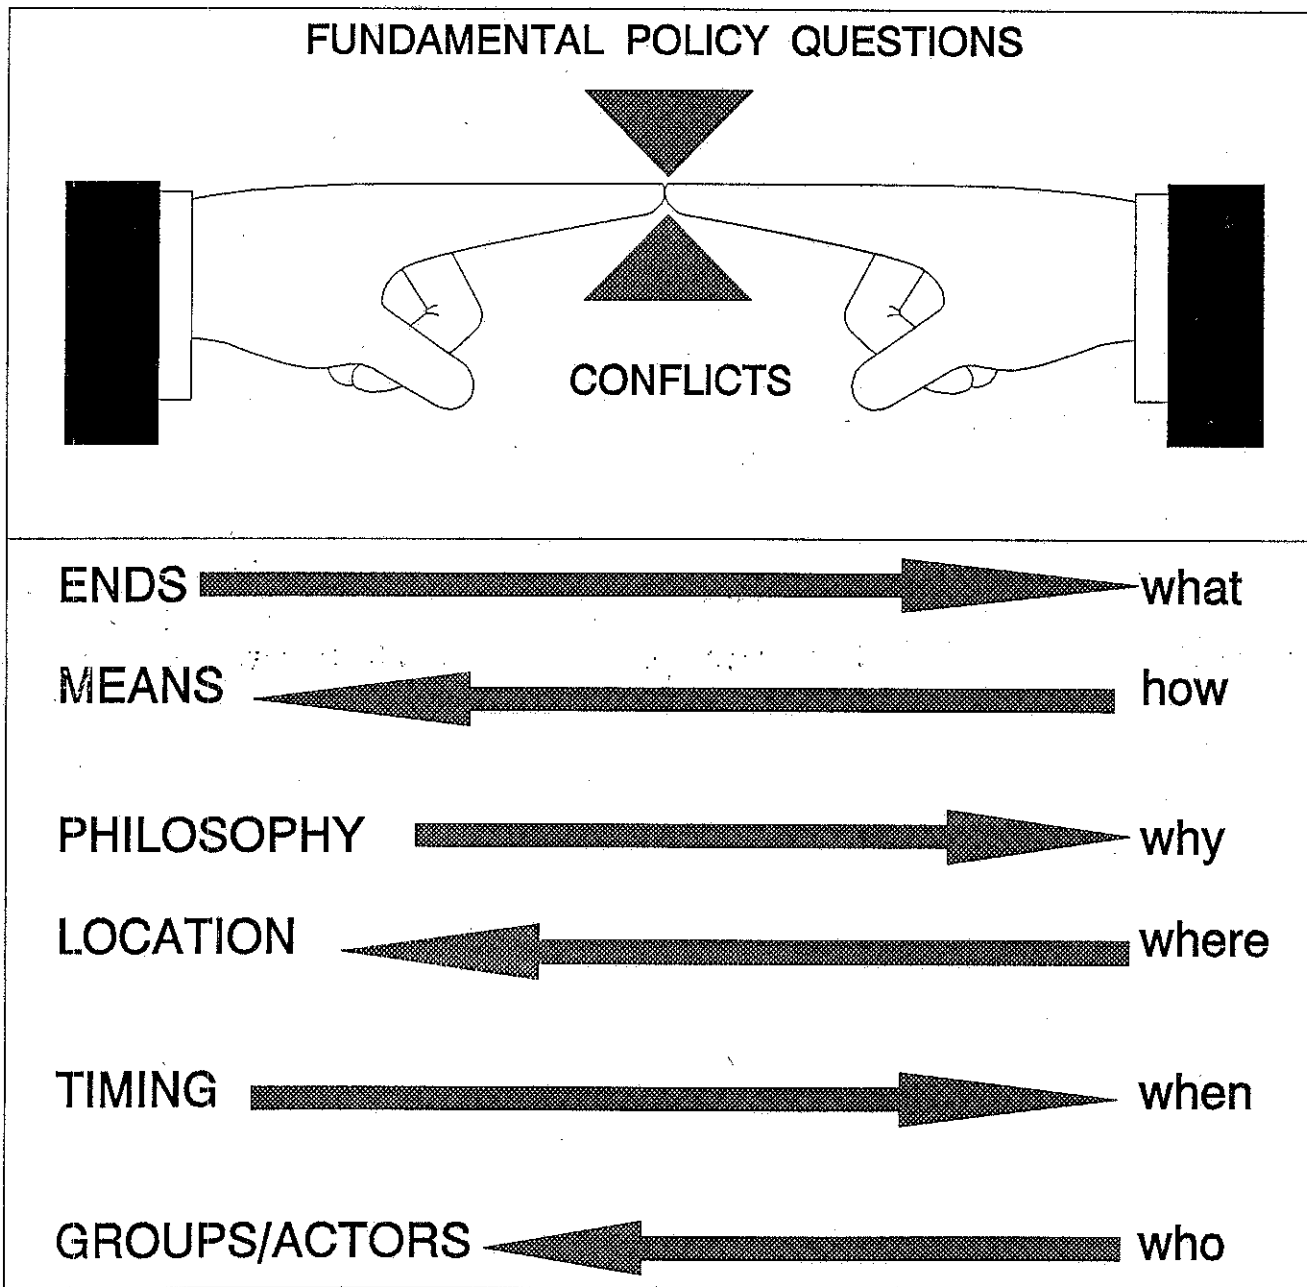 FUNDAMENTAL POLICY QUESTIONS
CONFLICTS
ENDS what
MEANS how
PHILOSOPHY why
LOCATION where
TIMING when
GROUPS/ACTORS who